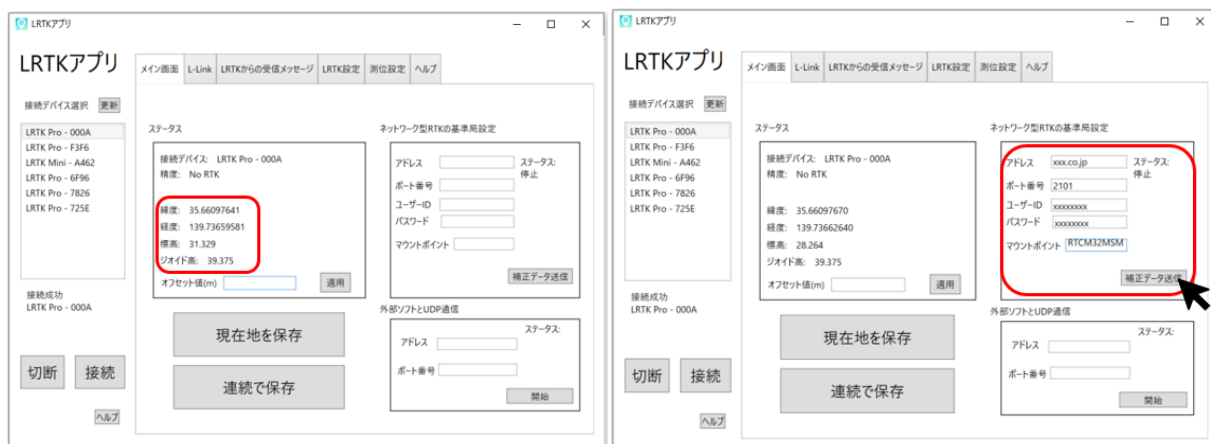 LRTKアプリ
LRTKアプリ
メイン画面 L-Link LRTKからの受信メッセージ LRTK設定 測位設定 ヘルプ
接続デバイス選択 更新
LRTK Pro - 000A
LRTK Pro - F3F6
LRTK Mini - A462
LRTK Pro - 6F96
LRTK Pro - 7826
LRTK Pro - 725E
接続成功
LRTK Pro - 000A
切断 接続
ヘルプ
ステータス
接続デバイス: LRTK Pro - 000A
精度: No RTK
緯度: 35.66097641
経度: 139.73659581
標高: 31.329
ジオイド高: 39.375
オフセット値(m) 適用
現在地を保存
連続で保存
ネットワーク型RTKの基準局設定
アドレス ステータス:
停止
ポート番号
ユーザーID
パスワード
マウントポイント
補正データ送信
外部ソフトとUDP通信
ステータス:
アドレス
ポート番号
開始
LRTKアプリ
LRTKアプリ
メイン画面 L-Link LRTKからの受信メッセージ LRTK設定 測位設定 ヘルプ
接続デバイス選択 更新
LRTK Pro - 000A
LRTK Pro - F3F6
LRTK Mini - A462
LRTK Pro - 6F96
LRTK Pro - 7826
LRTK Pro - 725E
接続成功
LRTK Pro - 000A
切断 接続
ヘルプ
ステータス
接続デバイス: LRTK Pro - 000A
精度: No RTK
緯度: 35.66097670
経度: 139.73662640
標高: 28.264
ジオイド高: 39.375
オフセット値(m) 適用
現在地を保存
連続で保存
ネットワーク型RTKの基準局設定
アドレス xxx.co.jp ステータス:
停止
ポート番号 2101
ユーザーID xxxxxxxx
パスワード xxxxxxxx
マウントポイント RTCM32MSM
補正データ送信
外部ソフトとUDP通信
ステータス:
アドレス
ポート番号
開始